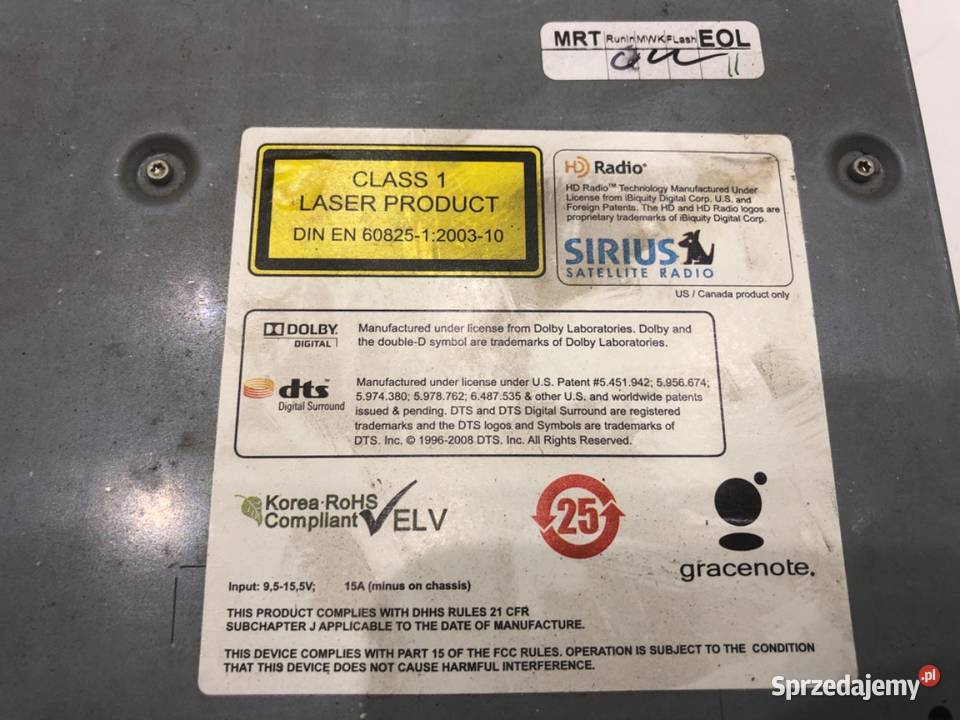 MRT RunIn MWK FLash EOL
CLASS 1
LASER PRODUCT
DIN EN 60825-1:2003-10
HD Radio
HD Radio™ Technology Manufactured Under
License from iBiquity Digital Corp. U.S. and
Foreign Patents. The HD and HD Radio logos are
proprietary trademarks of iBiquity Digital Corp.
SIRIUS
SATELLITE RADIO
US / Canada product only
DOLBY
DIGITAL
Manufactured under license from Dolby Laboratories. Dolby and
the double-D symbol are trademarks of Dolby Laboratories.
dts
Digital Surround
Manufactured under license under U.S. Patent #5.451.942; 5.956.674;
5.974.380; 5.978.762; 6.487.535 & other U.S. and worldwide patents
issued & pending. DTS and DTS Digital Surround are registered
trademarks and the DTS logos and Symbols are trademarks of
DTS. Inc. © 1996-2008 DTS. Inc. All Rights Reserved.
Korea·RoHS
Compliant ELV
25
gracenote.
Input: 9,5-15,5V; 15A (minus on chassis)
THIS PRODUCT COMPLIES WITH DHHS RULES 21 CFR
SUBCHAPTER J APPLICABLE TO THE DATE OF MANUFACTURE.
THIS DEVICE COMPLIES WITH PART 15 OF THE FCC RULES. OPERATION IS SUBJECT TO THE CONDITION
THAT THIS DEVICE DOES NOT CAUSE HARMFUL INTERFERENCE.
Sprzedajemy.pl